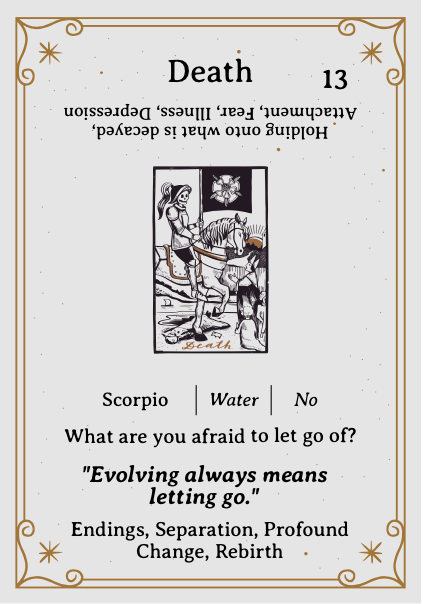 Death
13
Holding onto what is decayed,
Attachment, Fear, Illness, Depression
Death
Scorpio | Water | No
What are you afraid to let go of?
"Evolving always means
letting go."
Endings, Separation, Profound
Change, Rebirth